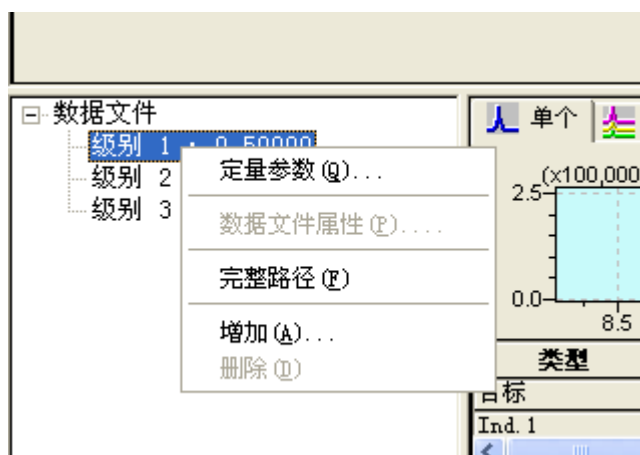 数据文件
级别 1 : 0.50000
级别 2
级别 3
定量参数(Q)...
数据文件属性(P)....
完整路径(F)
增加(A)...
删除(D)
单个
(x100,000
2.5
0.0
8.5
类型
目标
Ind. 1